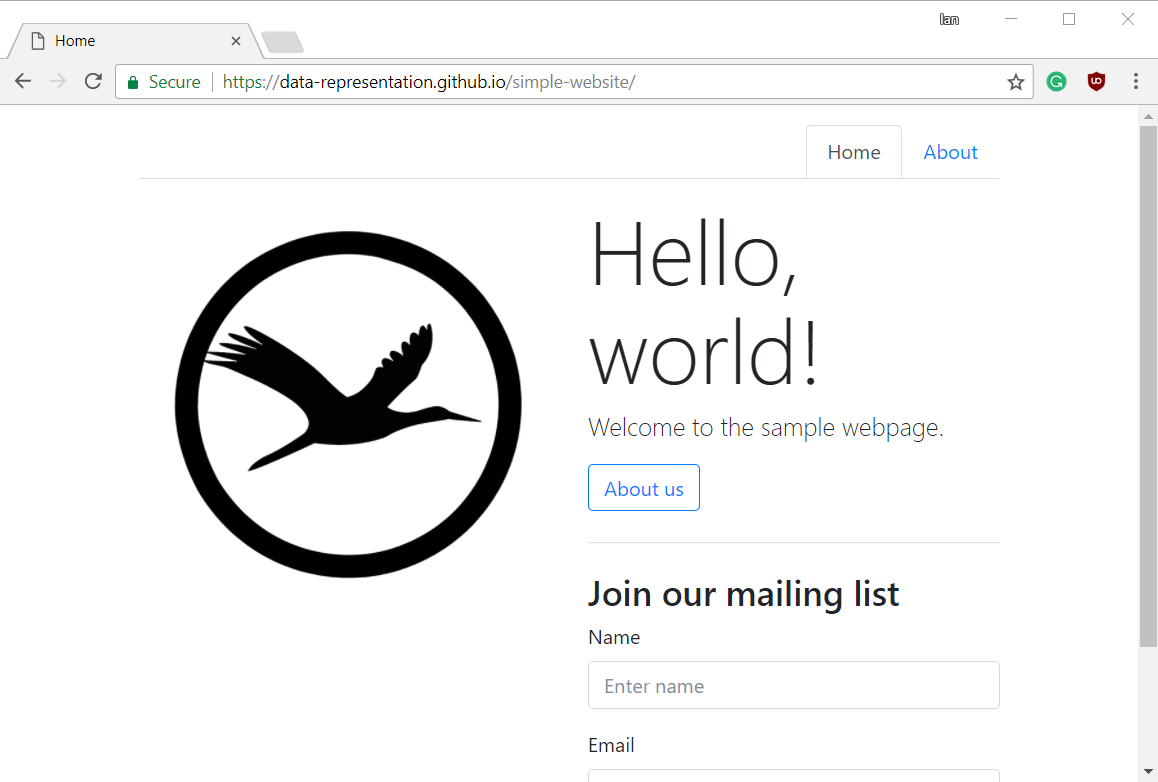 Ian
Home
Secure https://data-representation.github.io/simple-website/
Home About
Hello,
world!
Welcome to the sample webpage.
About us
Join our mailing list
Name
Enter name
Email